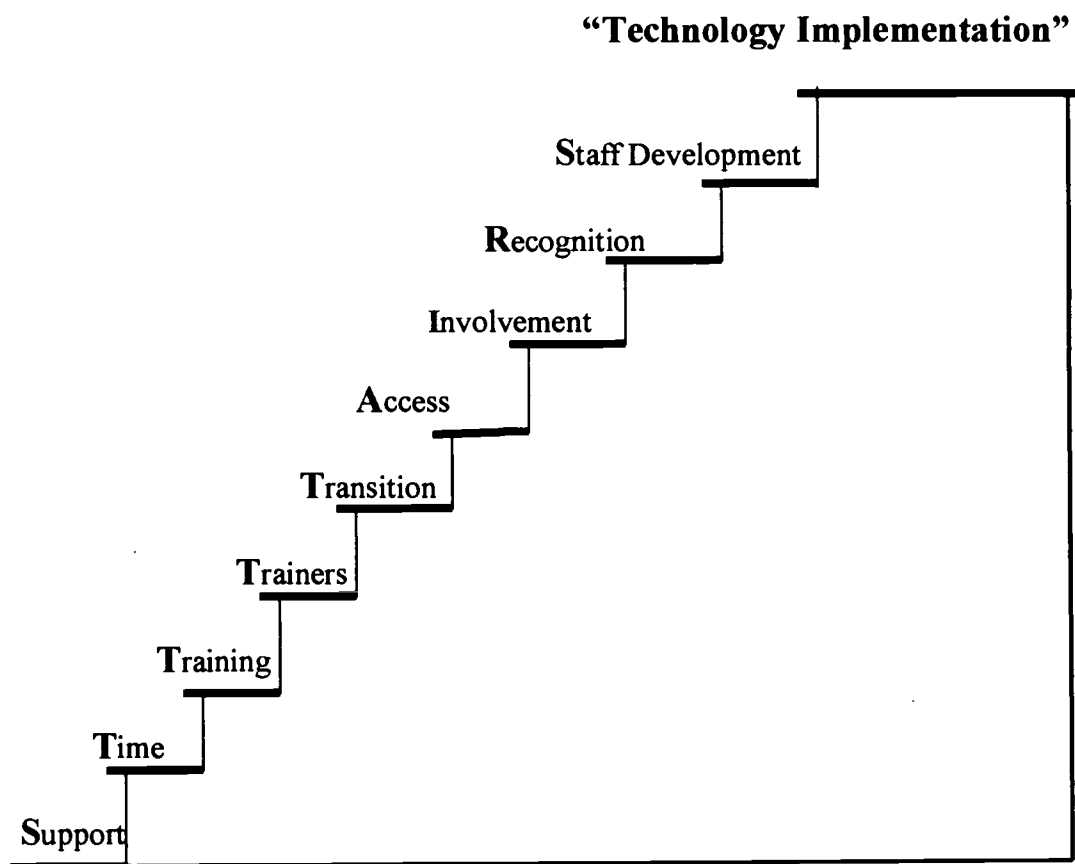 “Technology Implementation”
Staff Development
Recognition
Involvement
Access
Transition
Trainers
Training
Time
Support